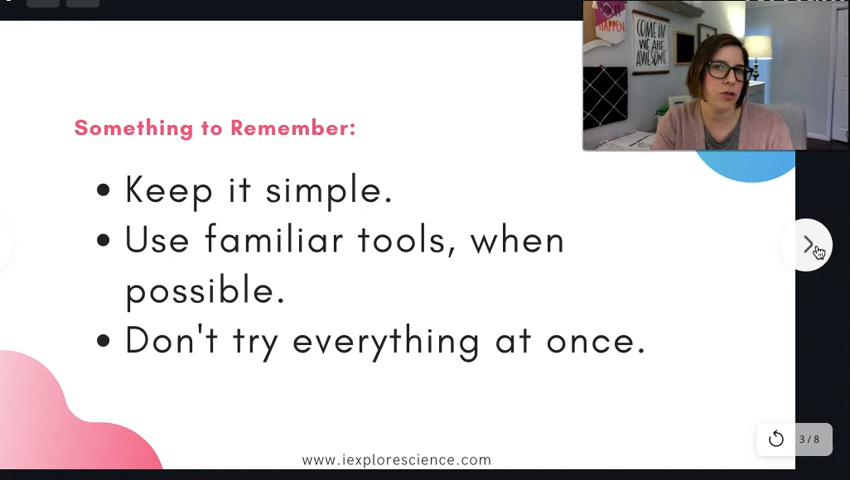 HAPPEN
COME IN
WE ARE
AWESOME
Something to Remember:
• Keep it simple.
• Use familiar tools, when
possible.
• Don't try everything at once.
3/8
www.iexplorescience.com